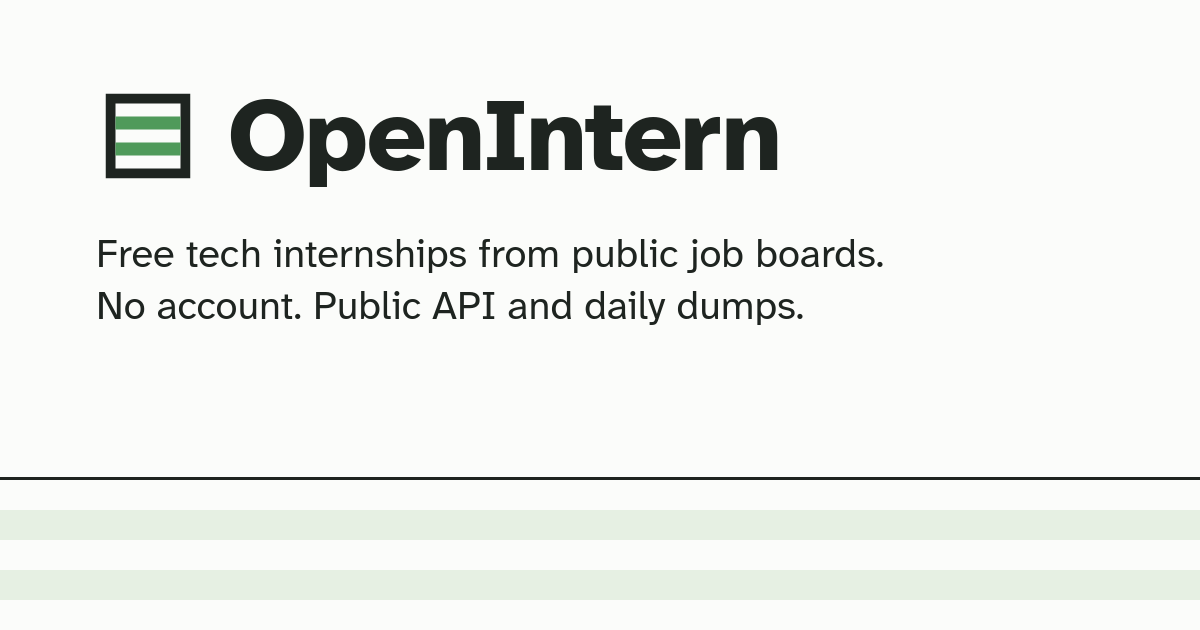 OpenIntern
Free tech internships from public job boards.
No account. Public API and daily dumps.